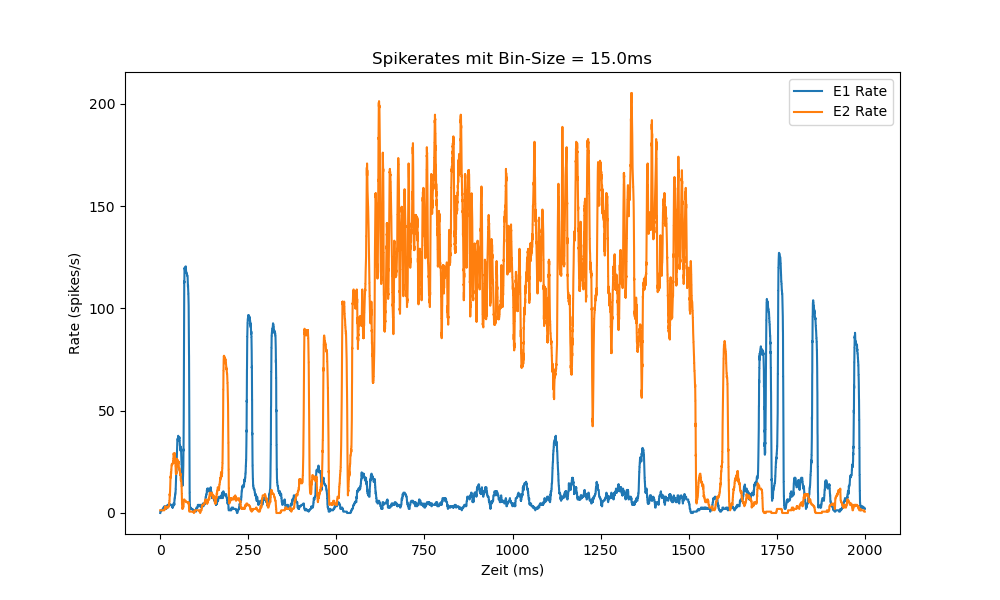 Spikerates mit Bin-Size = 15.0ms
E1 Rate
E2 Rate
Rate (spikes/s)
200
150
100
50
0
0 250 500 750 1000 1250 1500 1750 2000
Zeit (ms)